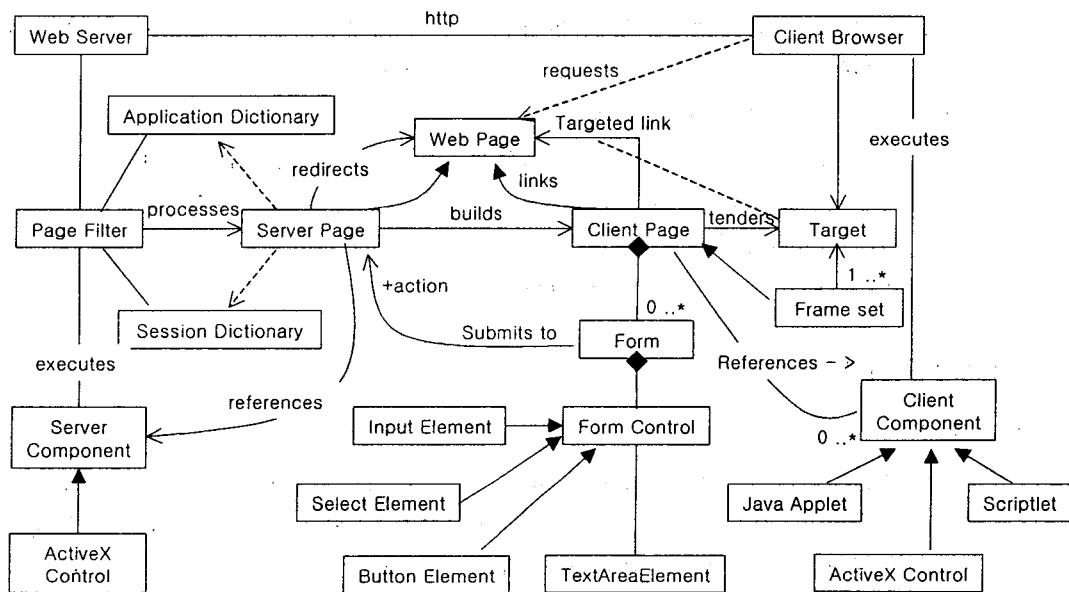 http
Web Server
Client Browser
requests
Application Dictionary
Web Page
Targeted link
executes
redirects
links
processes
builds
tenders
Page Filter
Server Page
Client Page
Target
+action
1 ..*
Session Dictionary
0 ..*
Frame set
Submits to
Form
executes
References - >
references
Server
Component
Input Element
Form Control
Client
Component
0 ..*
Select Element
Java Applet
Scriptlet
ActiveX
Control
Button Element
TextAreaElement
ActiveX Control